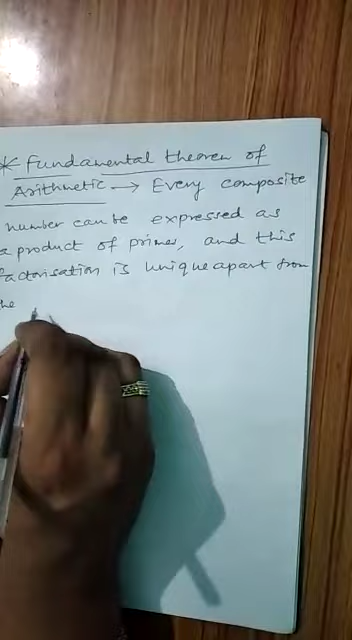 * Fundamental theorem of
Arithmetic → Every composite
number can be expressed as
a product of primes, and this
factorisation is unique apart from
the